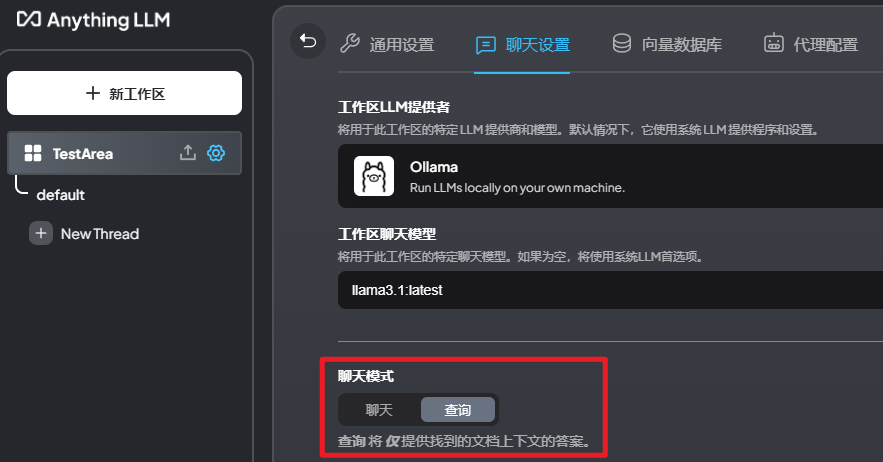 Anything LLM
+ 新工作区
TestArea
default
+ New Thread
通用设置
聊天设置
向量数据库
代理配置
工作区LLM提供者
将用于此工作区的特定 LLM 提供商和模型。默认情况下，它使用系统 LLM 提供程序和设置。
Ollama
Run LLMs locally on your own machine.
工作区聊天模型
将用于此工作区的特定聊天模型。如果为空，将使用系统LLM首选项。
llama3.1:latest
聊天模式
聊天
查询
查询 将 仅 提供找到的文档上下文的答案。